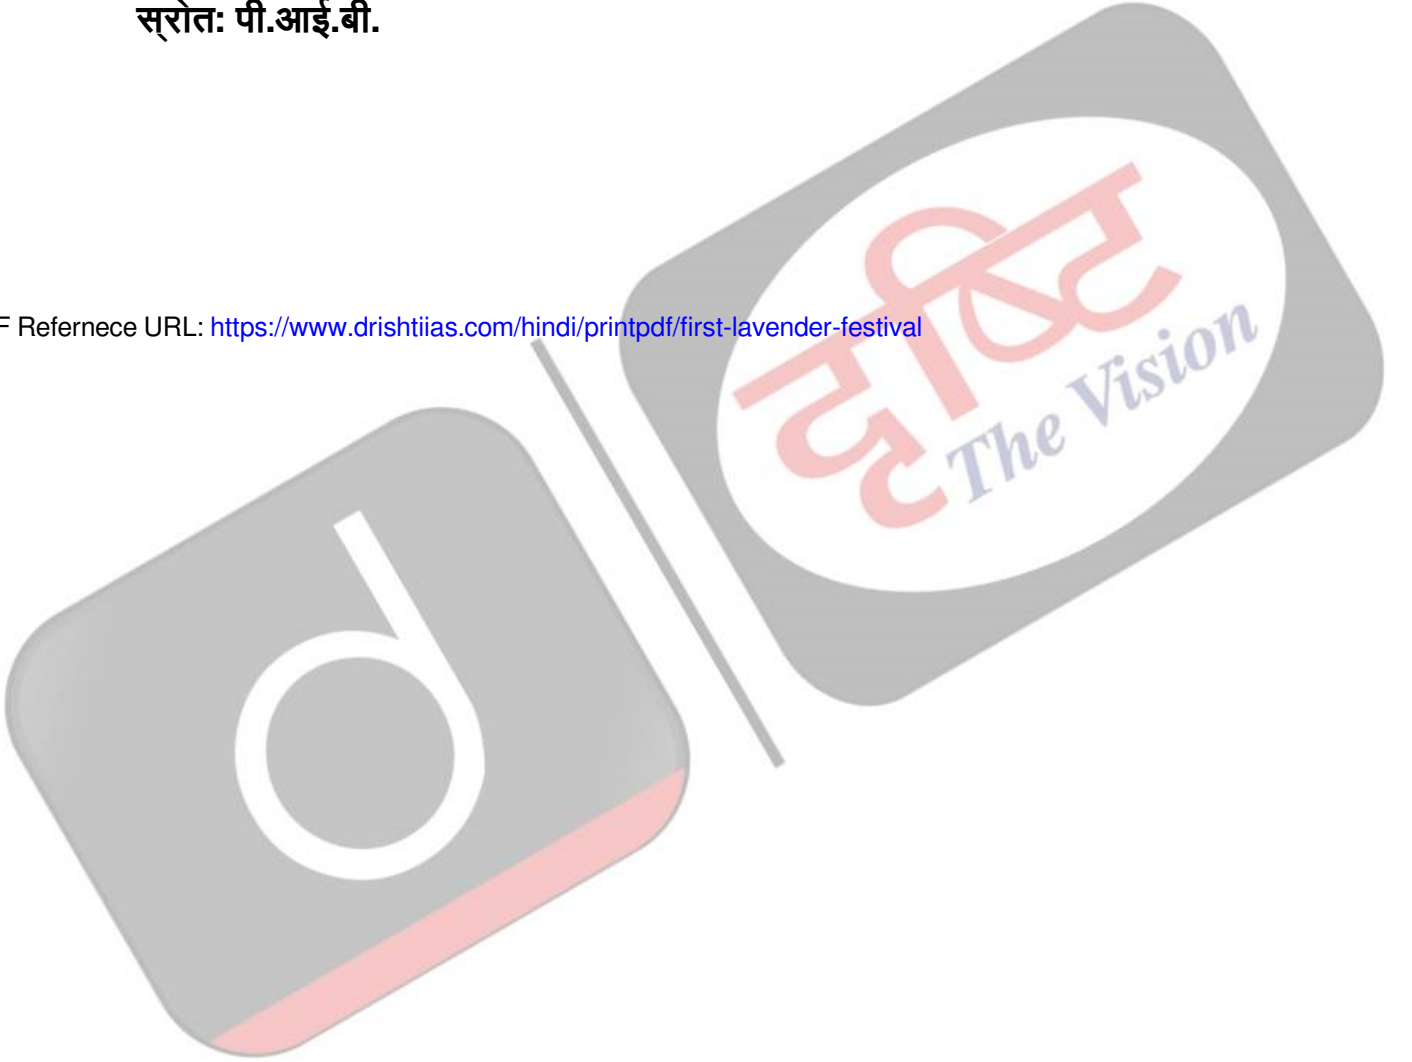 स्रोत: पी.आई.बी.
F Refernece URL: https://www.drishtiias.com/hindi/printpdf/first-lavender-festival
दृष्टि
The Vision